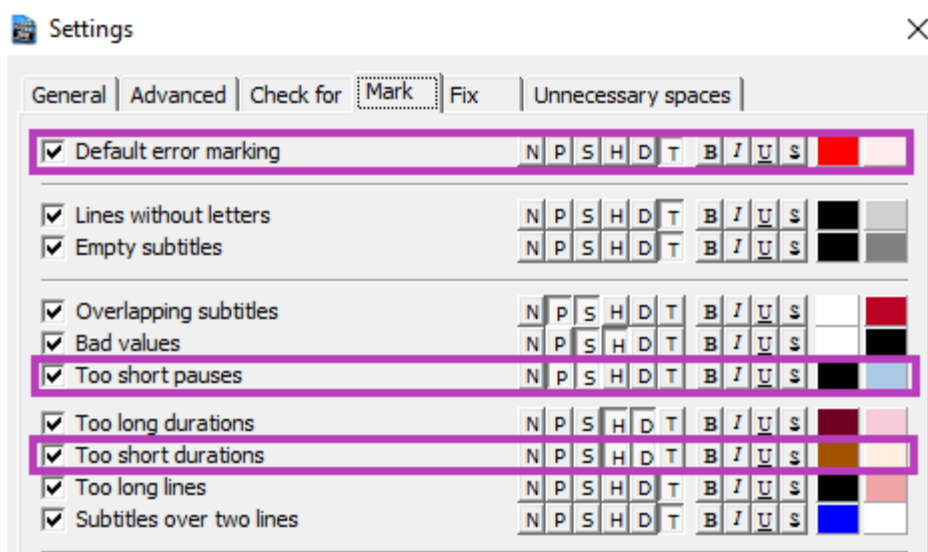 Settings
General Advanced Check for Mark Fix Unnecessary spaces
Default error marking N P S H D T B I U S
Lines without letters N P S H D T B I U S
Empty subtitles N P S H D T B I U S
Overlapping subtitles N P S H D T B I U S
Bad values N P S H D T B I U S
Too short pauses N P S H D T B I U S
Too long durations N P S H D T B I U S
Too short durations N P S H D T B I U S
Too long lines N P S H D T B I U S
Subtitles over two lines N P S H D T B I U S